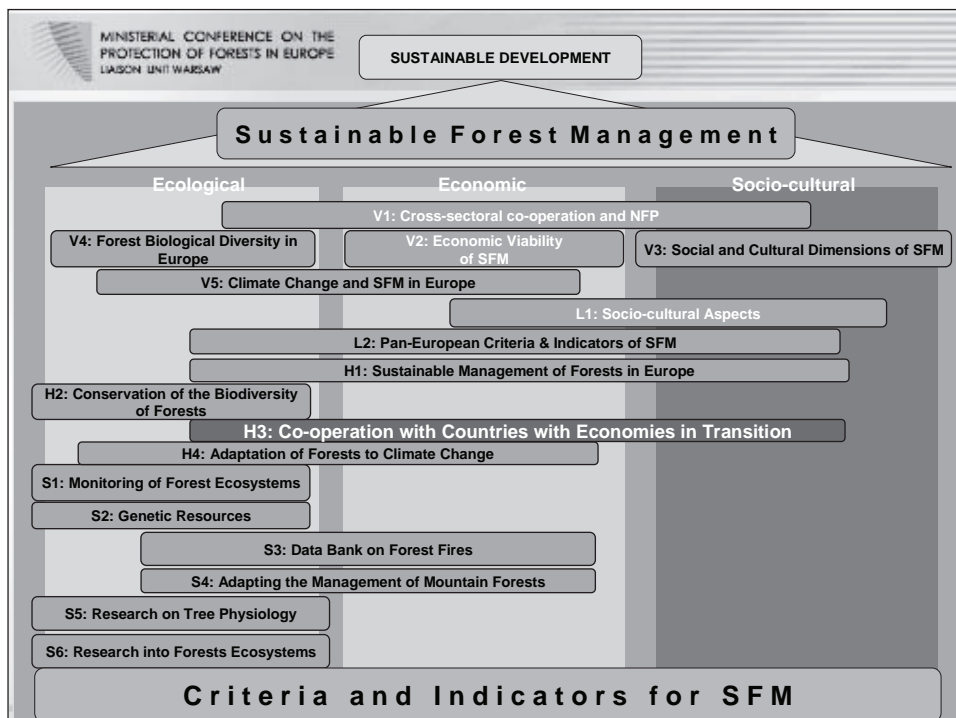 MINISTERIAL CONFERENCE ON THE
PROTECTION OF FORESTS IN EUROPE
LIAISON UNIT WARSAW
SUSTAINABLE DEVELOPMENT
Sustainable Forest Management
Ecological
Economic
Socio-cultural
V1: Cross-sectoral co-operation and NFP
V4: Forest Biological Diversity in
Europe
V2: Economic Viability
of SFM
V3: Social and Cultural Dimensions of SFM
V5: Climate Change and SFM in Europe
L1: Socio-cultural Aspects
L2: Pan-European Criteria & Indicators of SFM
H1: Sustainable Management of Forests in Europe
H2: Conservation of the Biodiversity
of Forests
H3: Co-operation with Countries with Economies in Transition
H4: Adaptation of Forests to Climate Change
S1: Monitoring of Forest Ecosystems
S2: Genetic Resources
S3: Data Bank on Forest Fires
S4: Adapting the Management of Mountain Forests
S5: Research on Tree Physiology
S6: Research into Forests Ecosystems
Criteria and Indicators for SFM